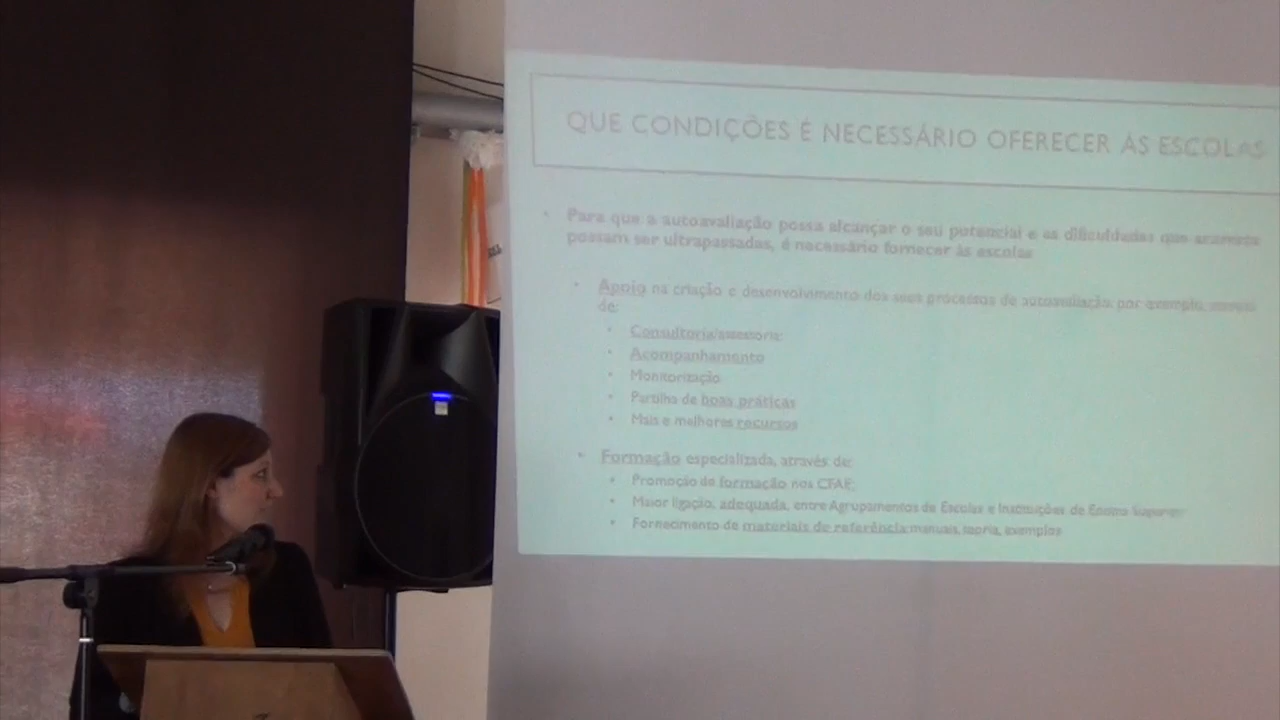 QUE CONDIÇÕES É NECESSÁRIO OFERECER ÀS ESCOLAS
• Para que a autoavaliação possa alcançar o seu potencial e as dificuldades que
possam ser ultrapassadas, é necessário fornecer às escolas
• Apoio na criação e desenvolvimento dos seus processos de autoavaliação, por exemplo,
de:
• Consultoria/assessoria;
• Acompanhamento
• Monitorização
• Partilha de boas práticas
• Mais e melhores recursos
• Formação especializada, através de:
• Promoção de formação nos CFAE;
• Maior ligação, adequada, entre Agrupamentos de Escolas e Instituições de Ensino Superior
• Fornecimento de materiais de referência manuais, teoria, exemplos